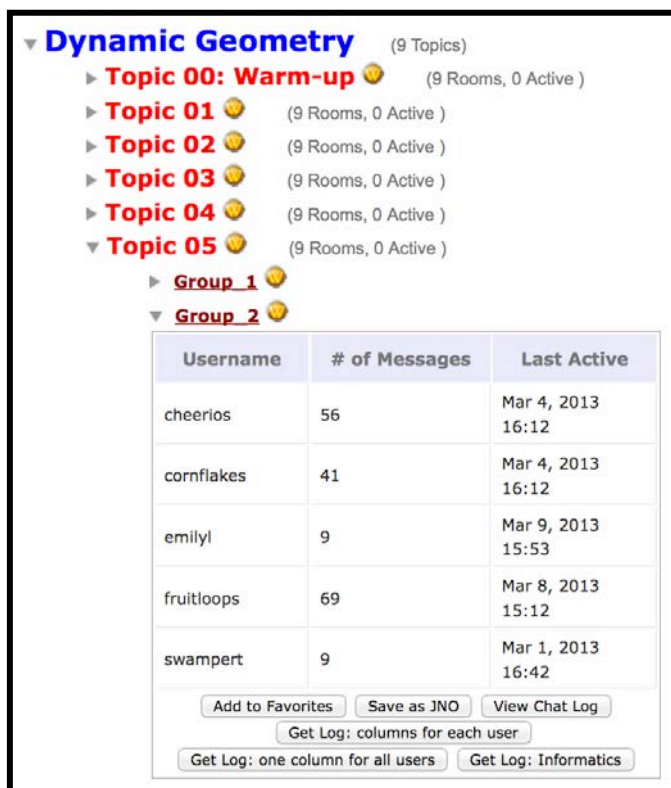 Dynamic Geometry (9 Topics)
Topic 00: Warm-up (9 Rooms, 0 Active )
Topic 01 (9 Rooms, 0 Active )
Topic 02 (9 Rooms, 0 Active )
Topic 03 (9 Rooms, 0 Active )
Topic 04 (9 Rooms, 0 Active )
Topic 05 (9 Rooms, 0 Active )
Group_1
Group_2
Username # of Messages Last Active
cheerios 56 Mar 4, 2013
16:12
cornflakes 41 Mar 4, 2013
16:12
emilyl 9 Mar 9, 2013
15:53
fruitloops 69 Mar 8, 2013
15:12
swampert 9 Mar 1, 2013
16:42
Add to Favorites Save as JNO View Chat Log
Get Log: columns for each user
Get Log: one column for all users Get Log: Informatics